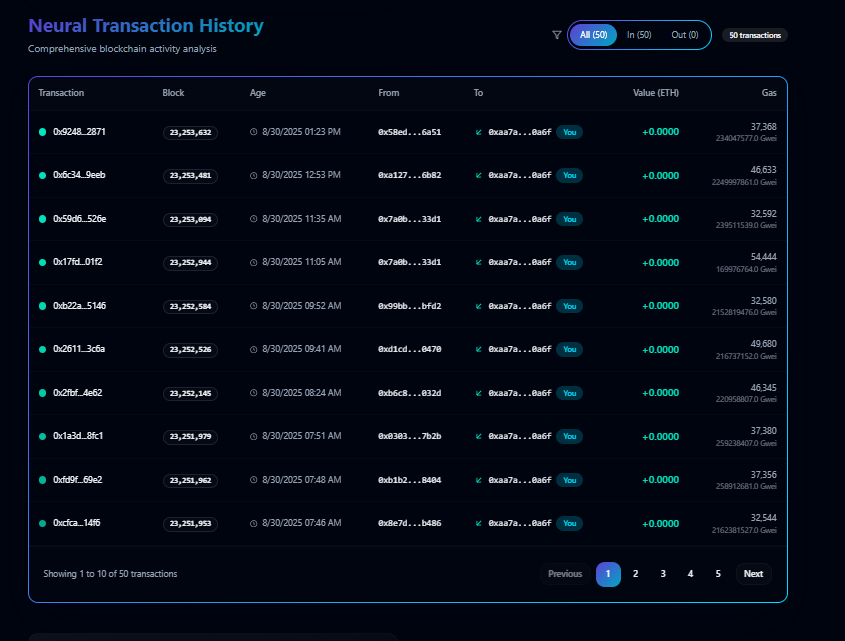 Neural Transaction History
Comprehensive blockchain activity analysis
All (50) In (50) Out (0) 50 transactions
Transaction Block Age From To Value (ETH) Gas
0x9248...2871 23,253,632 8/30/2025 01:23 PM 0x58ed...6a51 0xaa7a...0a6f You +0.0000 37,368
234047577.0 Gwei
0x6c34...9eeb 23,253,481 8/30/2025 12:53 PM 0xa127...6b82 0xaa7a...0a6f You +0.0000 46,633
2249997861.0 Gwei
0x59d6...526e 23,253,094 8/30/2025 11:35 AM 0x7a0b...33d1 0xaa7a...0a6f You +0.0000 32,592
239511539.0 Gwei
0x17fd...01f2 23,252,944 8/30/2025 11:05 AM 0x7a0b...33d1 0xaa7a...0a6f You +0.0000 54,444
169976764.0 Gwei
0xb22a...5146 23,252,584 8/30/2025 09:52 AM 0x99bb...bfd2 0xaa7a...0a6f You +0.0000 32,580
2152819476.0 Gwei
0x2611...3c6a 23,252,526 8/30/2025 09:41 AM 0xd1cd...0470 0xaa7a...0a6f You +0.0000 49,680
216737152.0 Gwei
0x2fbf...4e62 23,252,145 8/30/2025 08:24 AM 0xb6c8...032d 0xaa7a...0a6f You +0.0000 46,345
220958807.0 Gwei
0x1a3d...8fc1 23,251,979 8/30/2025 07:51 AM 0x0303...7b2b 0xaa7a...0a6f You +0.0000 37,380
259238407.0 Gwei
0xfd9f...69e2 23,251,962 8/30/2025 07:48 AM 0xb1b2...8404 0xaa7a...0a6f You +0.0000 37,356
258912681.0 Gwei
0xcfca...14f6 23,251,953 8/30/2025 07:46 AM 0x8e7d...b486 0xaa7a...0a6f You +0.0000 32,544
2162381527.0 Gwei
Showing 1 to 10 of 50 transactions Previous 1 2 3 4 5 Next